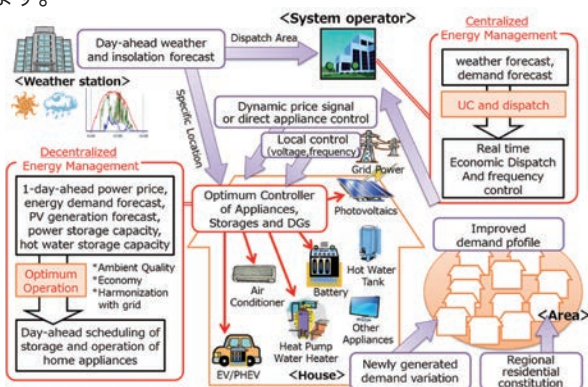 ます。
<System operator>
Centralized
Energy Management
Day-ahead weather
and insolation forecast
Dispatch Area
<Weather station>
weather forecast,
demand forecast
UC and dispatch
Real time
Economic Dispatch
And frequency
control
Specific Location
Dynamic price signal
or direct appliance control
Local control
(voltage,frequency)
Grid Power
Decentralized
Energy Management
1-day-ahead power price,
energy demand forecast,
PV generation forecast,
power storage capacity,
hot water storage capacity
Optimum
Operation
*Ambient Quality
*Economy
*Harmonization
with grid
Day-ahead scheduling of
storage and operation of
home appliances
Optimum Controller
of Appliances,
Storages and DGs
Photovoltaics
Air
Conditioner
Battery
Hot Water
Tank
EV/PHEV
Heat Pump
Water Heater
Other
Appliances
<House>
Improved
demand pfofile
<Area>
Newly generated
demand variation
Regional
residential
constitution